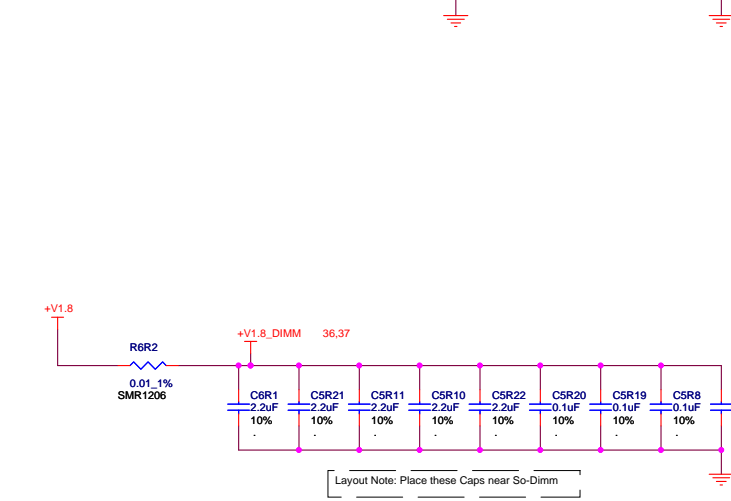 +V1.8
+V1.8_DIMM 36,37
R6R2
0.01_1%
SMR1206
C6R1 C5R21 C5R11 C5R10 C5R22 C5R20 C5R19 C5R8
2.2uF 2.2uF 2.2uF 2.2uF 2.2uF 0.1uF 0.1uF 0.1uF
10% 10% 10% 10% 10% 10% 10% 10%
. . . . . . . .
Layout Note: Place these Caps near So-Dimm